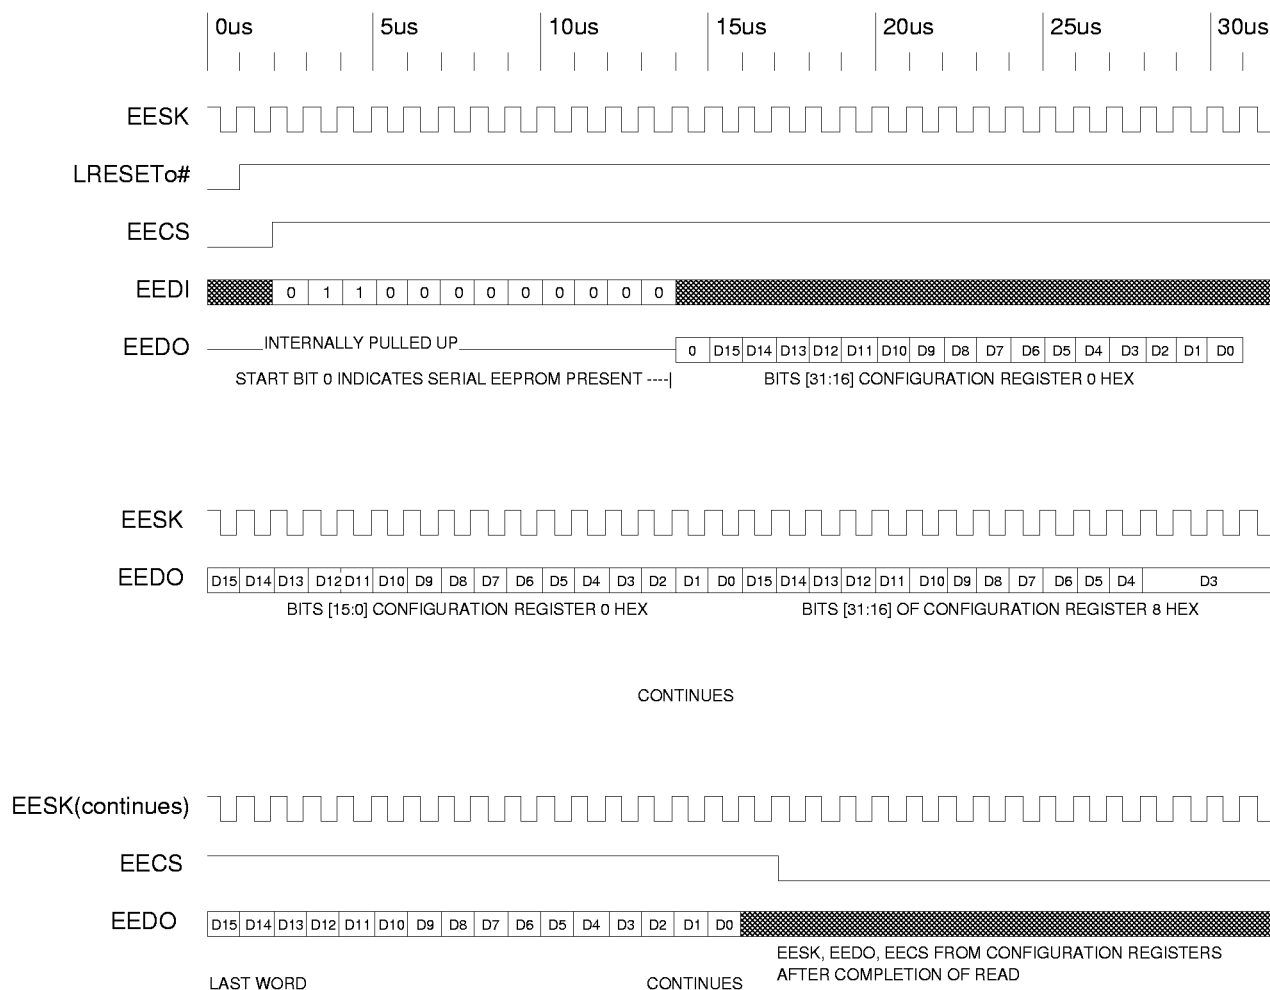 0us 5us 10us 15us 20us 25us 30us
EESK
LRESETo#
EECS
EEDI 0 1 1 0 0 0 0 0 0 0 0 0
EEDO INTERNALLY PULLED UP 0 D15 D14 D13 D12 D11 D10 D9 D8 D7 D6 D5 D4 D3 D2 D1 D0
START BIT 0 INDICATES SERIAL EEPROM PRESENT ----| BITS [31:16] CONFIGURATION REGISTER 0 HEX
EESK
EEDO D15 D14 D13 D12 D11 D10 D9 D8 D7 D6 D5 D4 D3 D2 D1 D0 D15 D14 D13 D12 D11 D10 D9 D8 D7 D6 D5 D4 D3
BITS [15:0] CONFIGURATION REGISTER 0 HEX BITS [31:16] OF CONFIGURATION REGISTER 8 HEX
CONTINUES
EESK(continues)
EECS
EEDO D15 D14 D13 D12 D11 D10 D9 D8 D7 D6 D5 D4 D3 D2 D1 D0
EESK, EEDO, EECS FROM CONFIGURATION REGISTERS
AFTER COMPLETION OF READ
LAST WORD CONTINUES